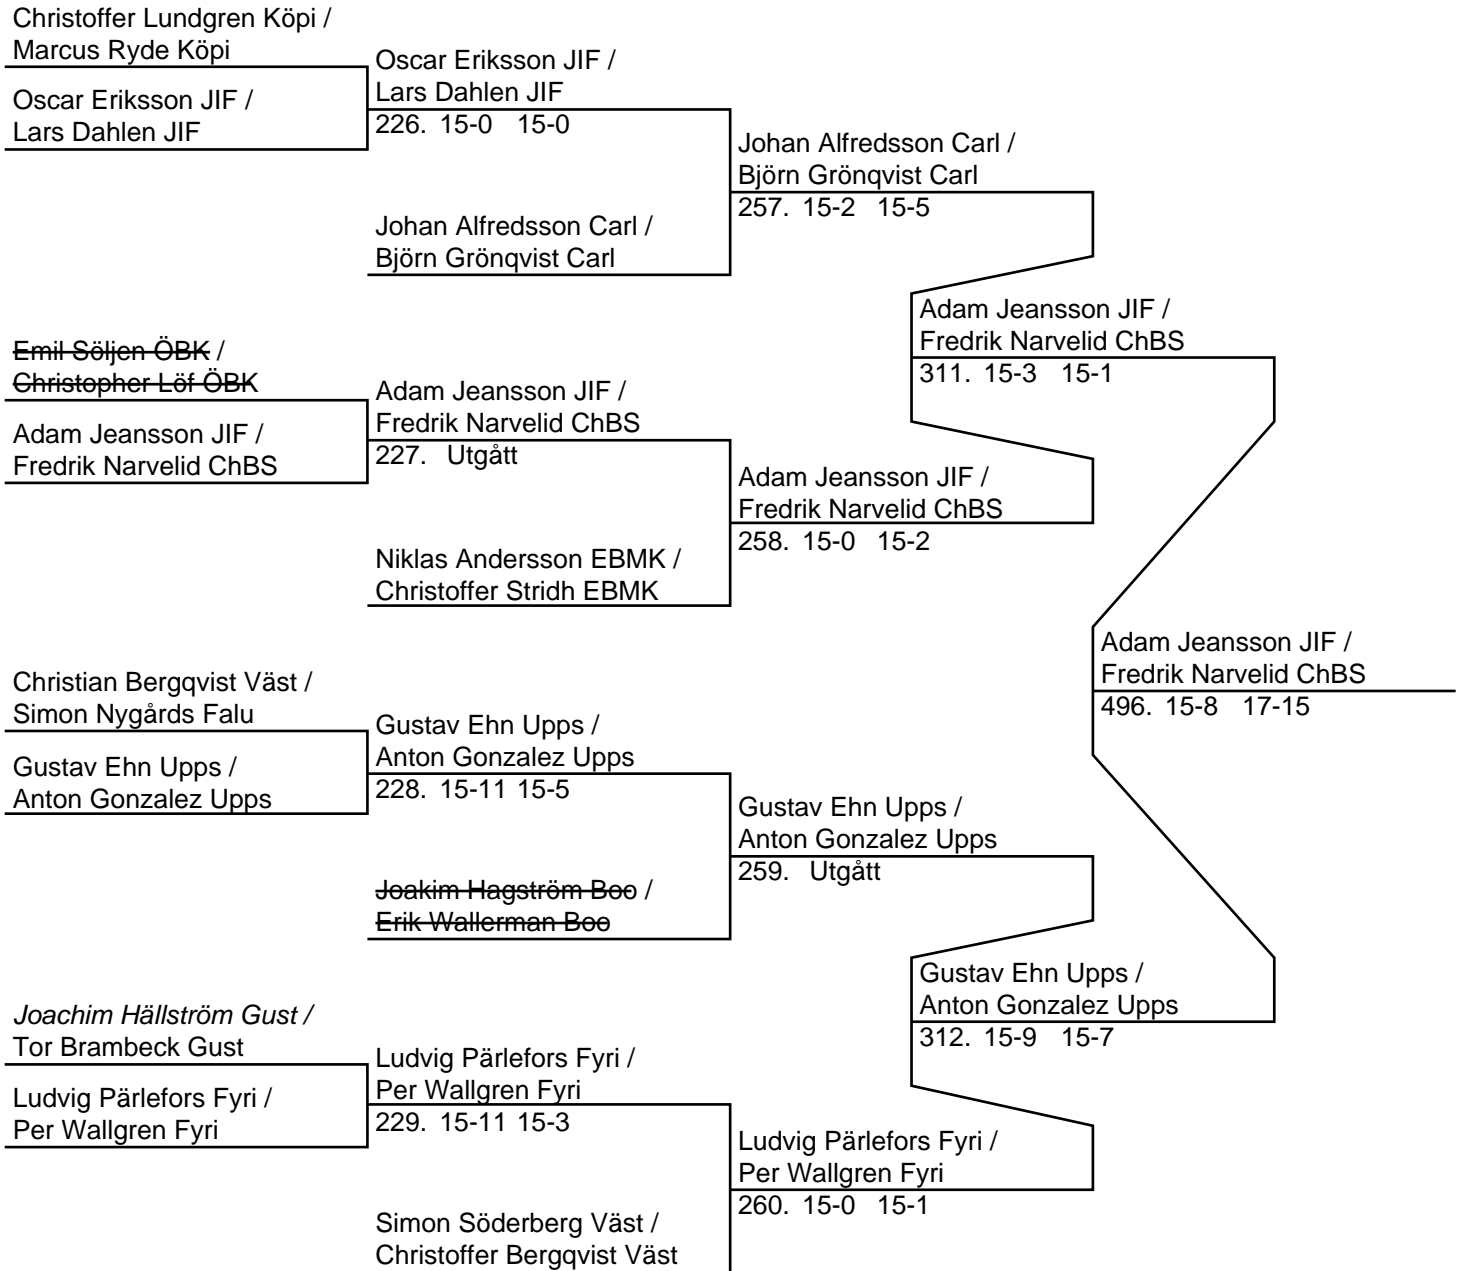 Christoffer Lundgren Köpi /
Marcus Ryde Köpi
Oscar Eriksson JIF /
Lars Dahlen JIF
Oscar Eriksson JIF /
Lars Dahlen JIF
226. 15-0 15-0
Johan Alfredsson Carl /
Björn Grönqvist Carl
Johan Alfredsson Carl /
Björn Grönqvist Carl
257. 15-2 15-5
Emil Söljen ÖBK /
Christopher Löf ÖBK
Adam Jeansson JIF /
Fredrik Narvelid ChBS
Adam Jeansson JIF /
Fredrik Narvelid ChBS
227. Utgått
Niklas Andersson EBMK /
Christoffer Stridh EBMK
Adam Jeansson JIF /
Fredrik Narvelid ChBS
258. 15-0 15-2
Adam Jeansson JIF /
Fredrik Narvelid ChBS
311. 15-3 15-1
Christian Bergqvist Väst /
Simon Nygårds Falu
Gustav Ehn Upps /
Anton Gonzalez Upps
Gustav Ehn Upps /
Anton Gonzalez Upps
228. 15-11 15-5
Joakim Hagström Boo /
Erik Wallerman Boo
Gustav Ehn Upps /
Anton Gonzalez Upps
259. Utgått
Joachim Hällström Gust /
Tor Brambeck Gust
Ludvig Pärlefors Fyri /
Per Wallgren Fyri
Ludvig Pärlefors Fyri /
Per Wallgren Fyri
229. 15-11 15-3
Simon Söderberg Väst /
Christoffer Bergqvist Väst
Ludvig Pärlefors Fyri /
Per Wallgren Fyri
260. 15-0 15-1
Gustav Ehn Upps /
Anton Gonzalez Upps
312. 15-9 15-7
Adam Jeansson JIF /
Fredrik Narvelid ChBS
496. 15-8 17-15